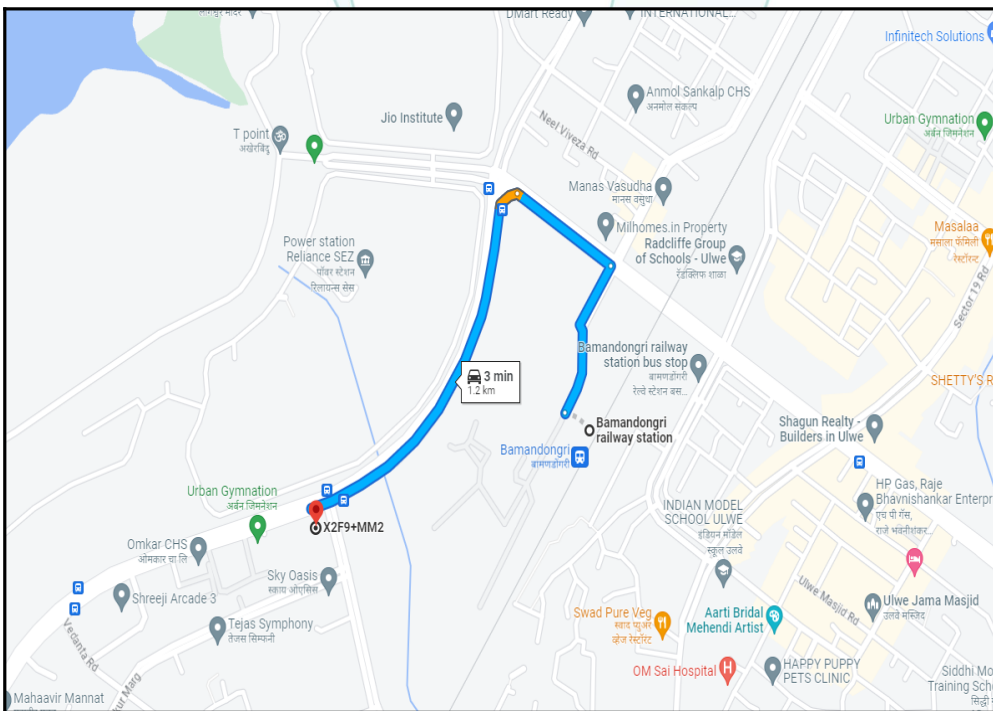 DMart Ready
INTERNATIONAL...
Infinitech Solutions
Anmol Sankalp CHS
अनमोल संकल्प
Jio Institute
Neel Viveza Rd
Urban Gymnation
अर्बन जिमनेशन
T point
अखेरबिंदु
Manas Vasudha
मानस वसुधा
Milhomes.in Property
Radcliffe Group
of Schools - Ulwe
रॅडक्लिफ शाळा
Masalaa
मसाला फॅमिली
रेस्टॉरन्ट
Power station
Reliance SEZ
पॉवर स्टेशन
रिलायन्स सेस
Sector 19 Rd
Bamandongri railway
station bus stop
बामणडोंगरी
रेल्वे स्टेशन बस...
3 min
1.2 km
SHETTY'S R
Bamandongri
railway station
Shagun Realty -
Builders in Ulwe
Bamandongri
बामणडोंगरी
Urban Gymnation
अर्बन जिमनेशन
HP Gas, Raje
Bhavnishankar Enterpr
एच पी गॅस,
राजे भवनीशंकर...
INDIAN MODEL
SCHOOL ULWE
इंडियन मॉडेल
स्कूल उलवे
X2F9+MM2
Omkar CHS
ओमकार चा लि
Sky Oasis
स्काय ओएसिस
Shreeji Arcade 3
Ulwe Masjid Rd
Ulwe Jama Masjid
उलवे मस्जिद
Swad Pure Veg
स्वाद प्युअर
व्हेज रेस्टॉरंट
Aarti Bridal
Mehendi Artist
Tejas Symphony
तेजस सिम्फनी
Vedanta Rd
OM Sai Hospital
HAPPY PUPPY
PETS CLINIC
Siddhi Mo
Training Sch
Mahaavir Mannat
kur Marg